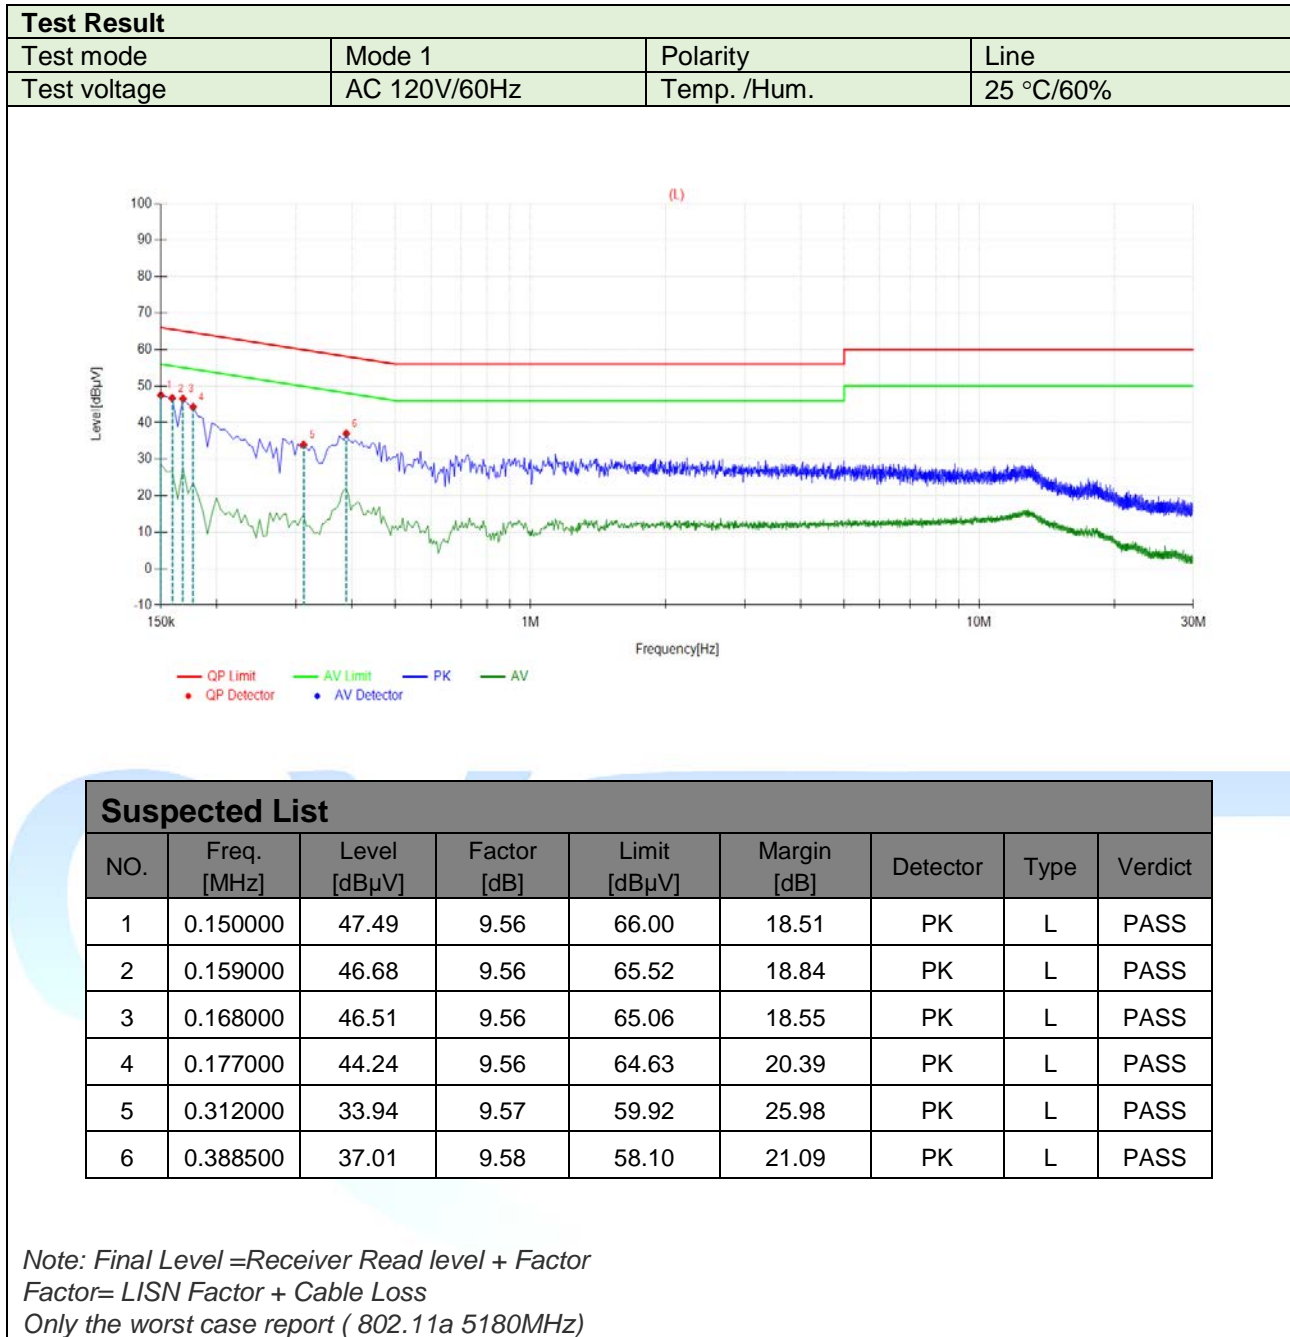 Test Result
Test mode Mode 1 Polarity Line
Test voltage AC 120V/60Hz Temp. /Hum. 25 °C/60%
(L)
100
90
80
70
60
50
40
30
20
10
0
-10
Level[dBµV]
1 2 3 4 5 6
150k 1M 10M 30M
Frequency[Hz]
QP Limit AV Limit PK AV
QP Detector AV Detector
Suspected List
NO. Freq. [MHz] Level [dBµV] Factor [dB] Limit [dBµV] Margin [dB] Detector Type Verdict
1 0.150000 47.49 9.56 66.00 18.51 PK L PASS
2 0.159000 46.68 9.56 65.52 18.84 PK L PASS
3 0.168000 46.51 9.56 65.06 18.55 PK L PASS
4 0.177000 44.24 9.56 64.63 20.39 PK L PASS
5 0.312000 33.94 9.57 59.92 25.98 PK L PASS
6 0.388500 37.01 9.58 58.10 21.09 PK L PASS
Note: Final Level =Receiver Read level + Factor
Factor= LISN Factor + Cable Loss
Only the worst case report ( 802.11a 5180MHz)